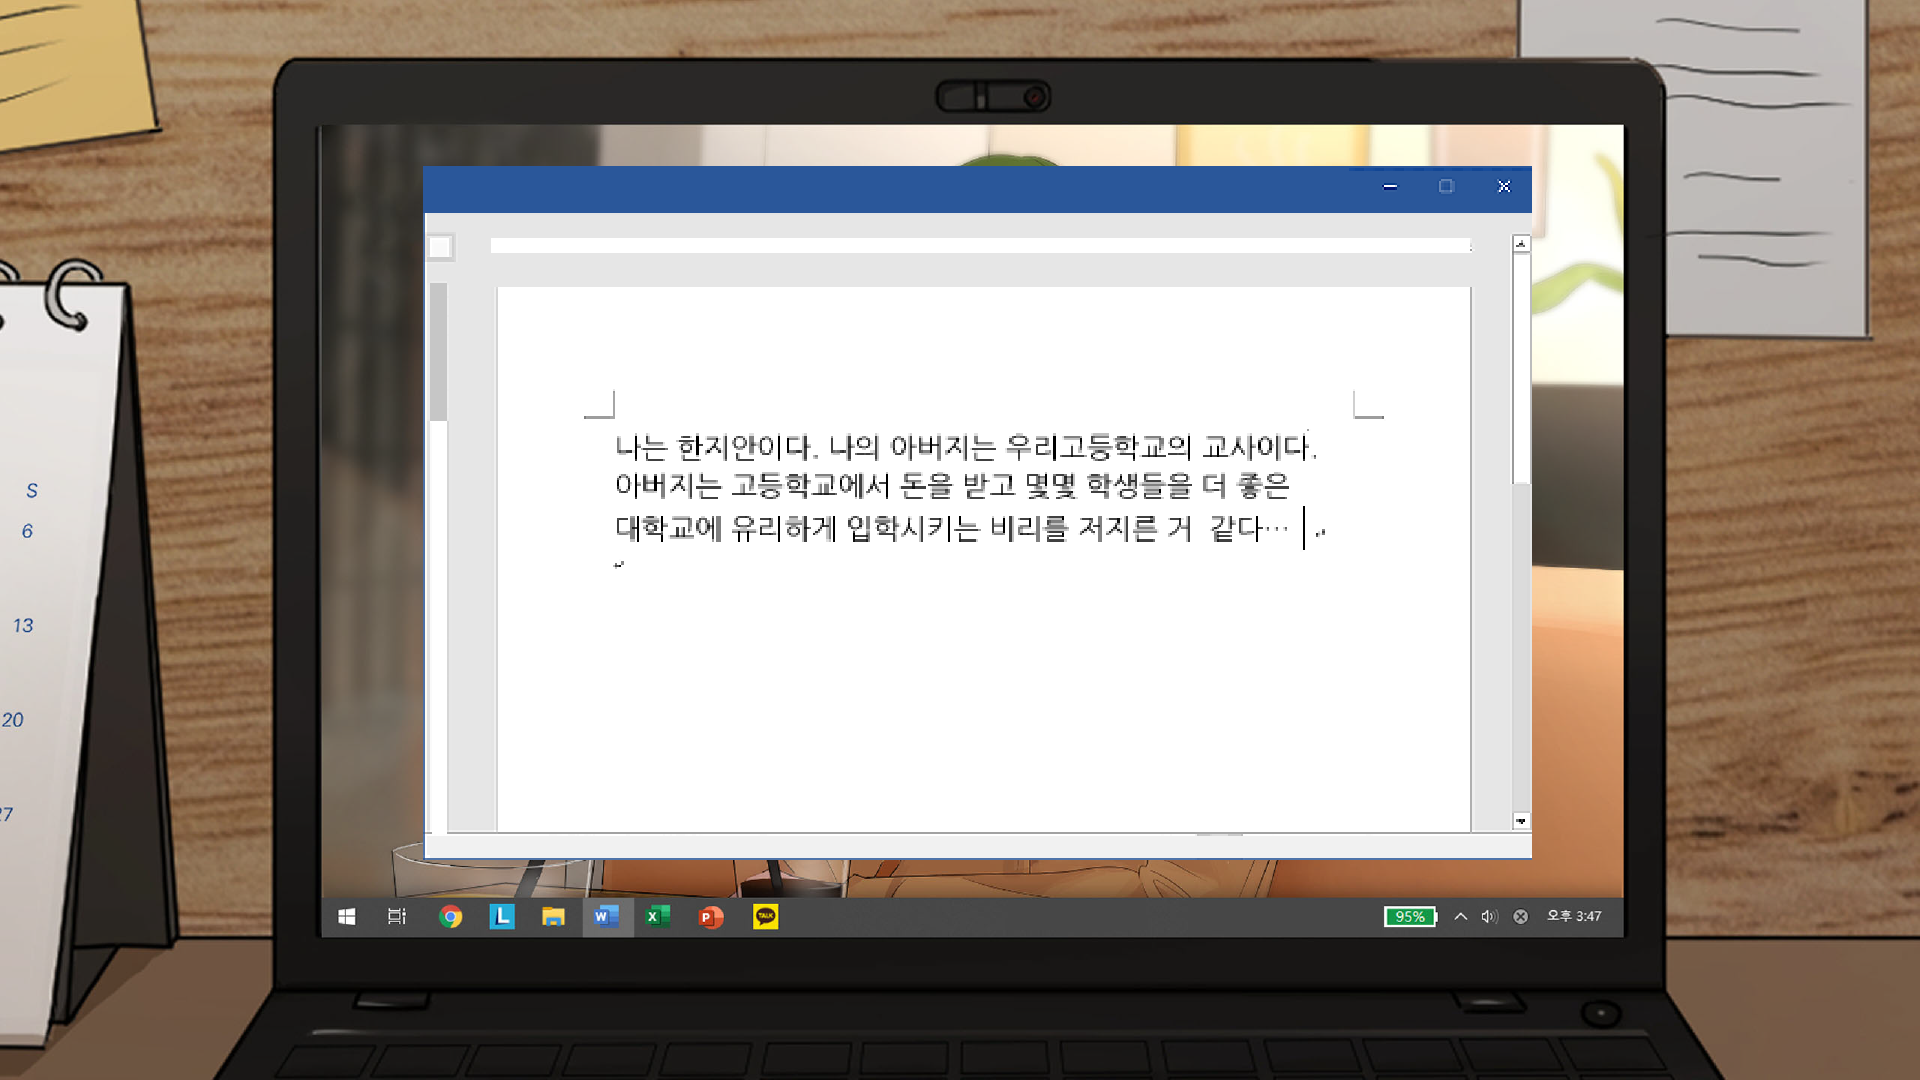 나는 한지안이다. 나의 아버지는 우리고등학교의 교사이다.
아버지는 고등학교에서 돈을 받고 몇몇 학생들을 더 좋은
대학교에 유리하게 입학시키는 비리를 저지른 거  같다…
S
6
13
20
27
L
W
X
P
TALK
95%
오후 3:47